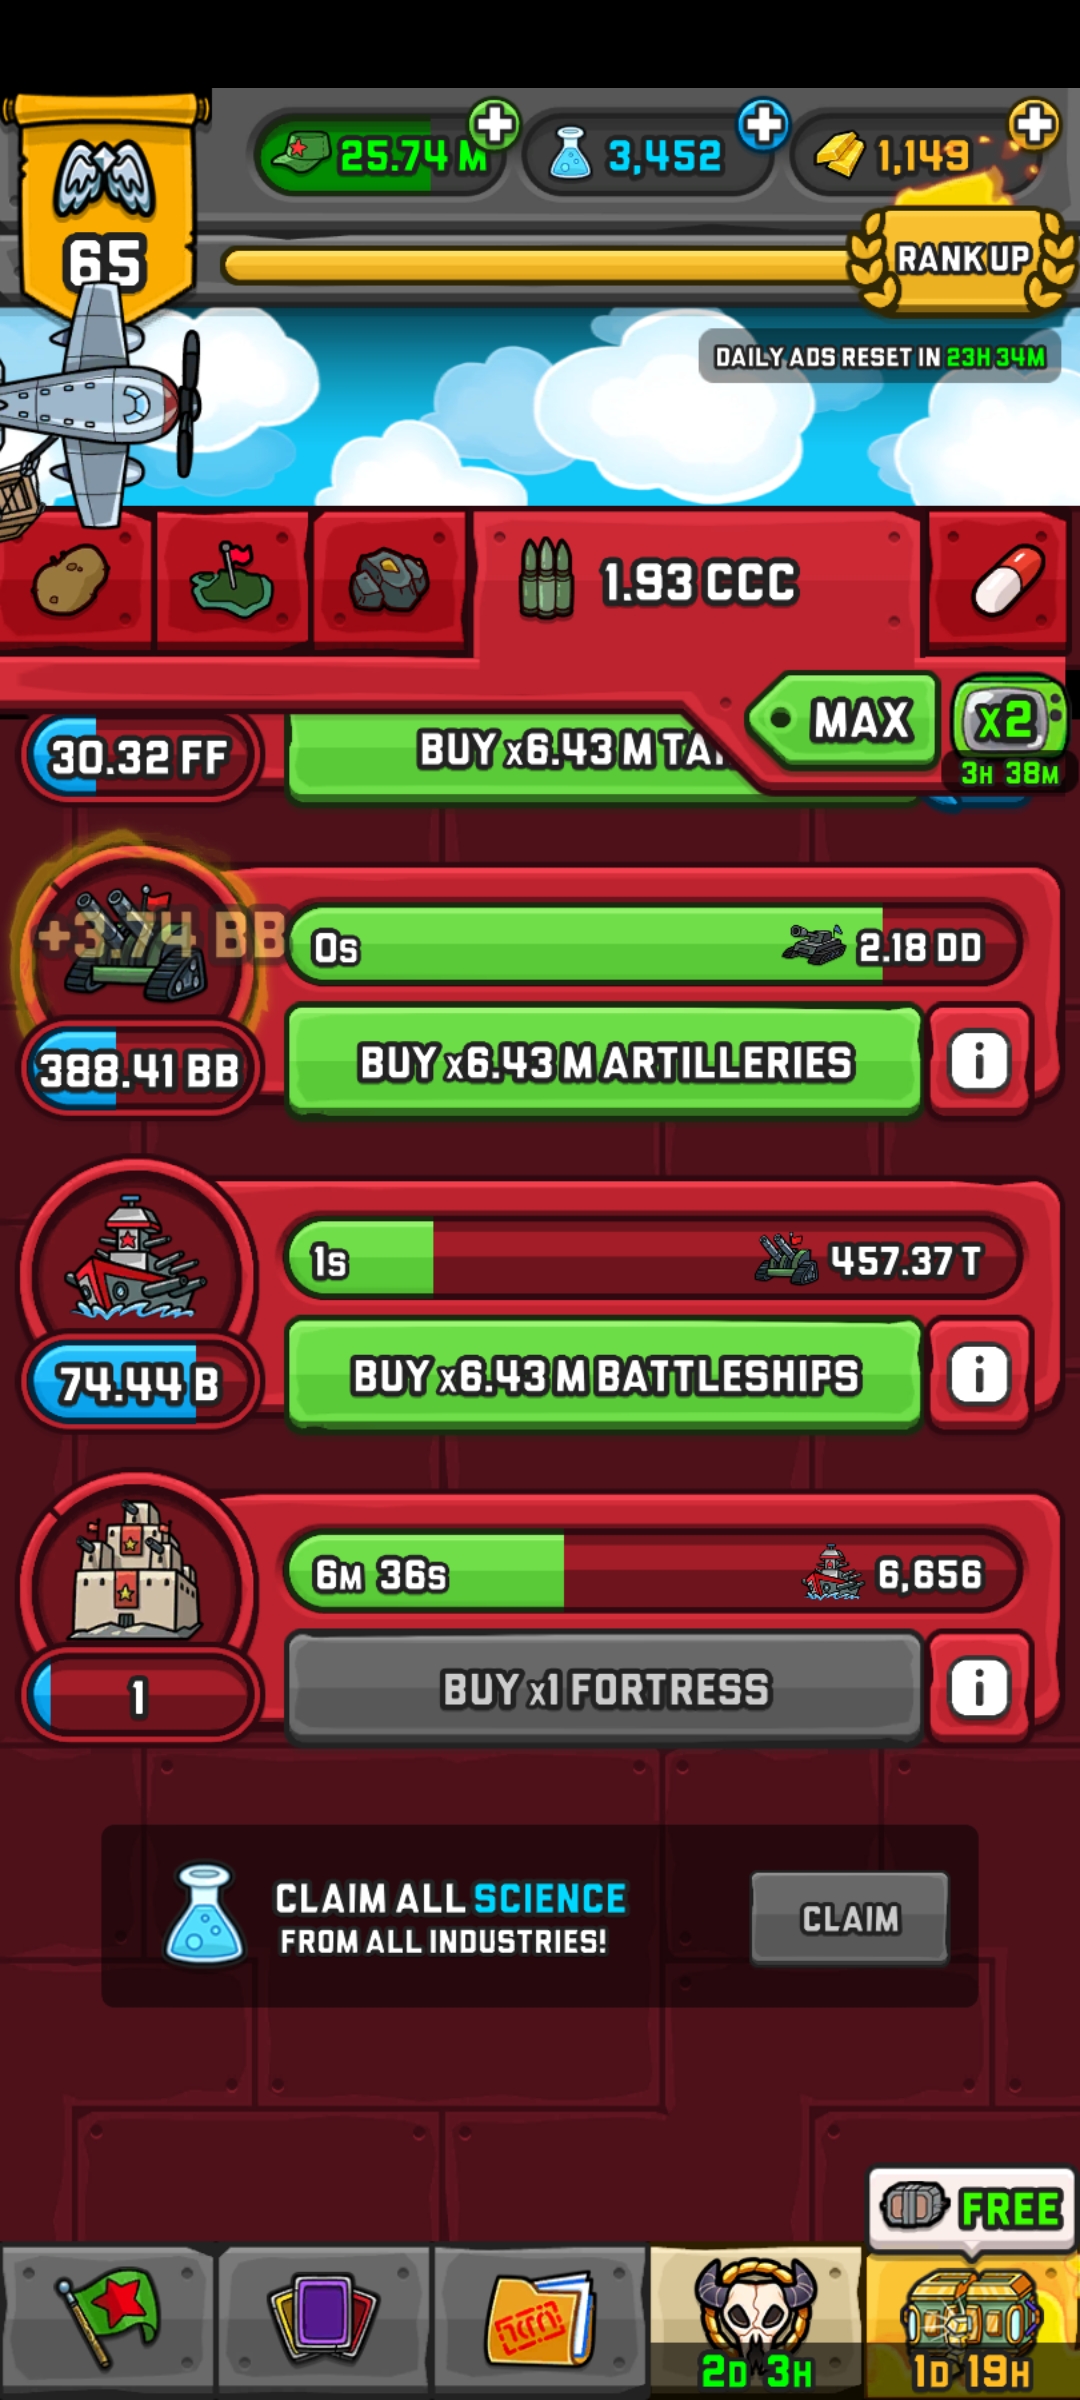 25.74 M
3,452
1,149
65
RANK UP
DAILY ADS RESET IN 23H 34M
1.93 CCC
MAX
x2
3H 38M
30.32 FF
BUY x6.43 M
+3.74 BB
0s
2.18 DD
388.41 BB
BUY x6.43 M ARTILLERIES
i
1s
457.37 T
74.44 B
BUY x6.43 M BATTLESHIPS
i
6M 36s
6,656
1
BUY x1 FORTRESS
i
CLAIM ALL SCIENCE
FROM ALL INDUSTRIES!
CLAIM
FREE
2D 3H
1D 19H